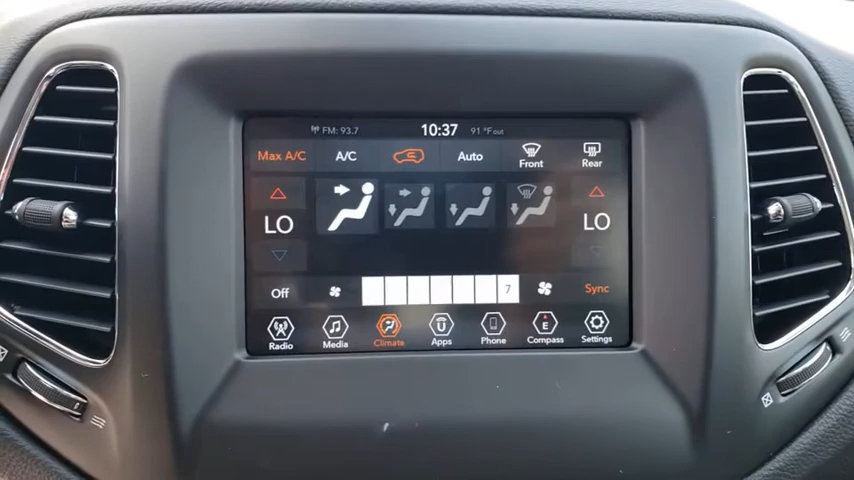 FM: 93.7 10:37 91 °F out
Max A/C A/C Auto Front Rear
LO LO
Off 7 Sync
Radio Media Climate Apps Phone E Compass Settings